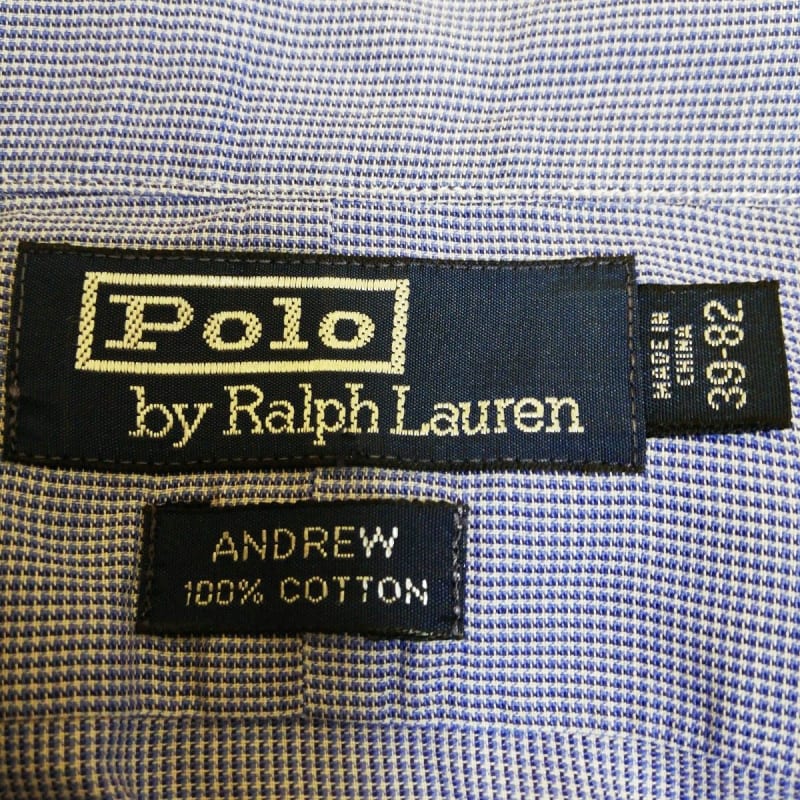 Polo
by Ralph Lauren
MADE IN
CHINA
39-82
ANDREW
100% COTTON